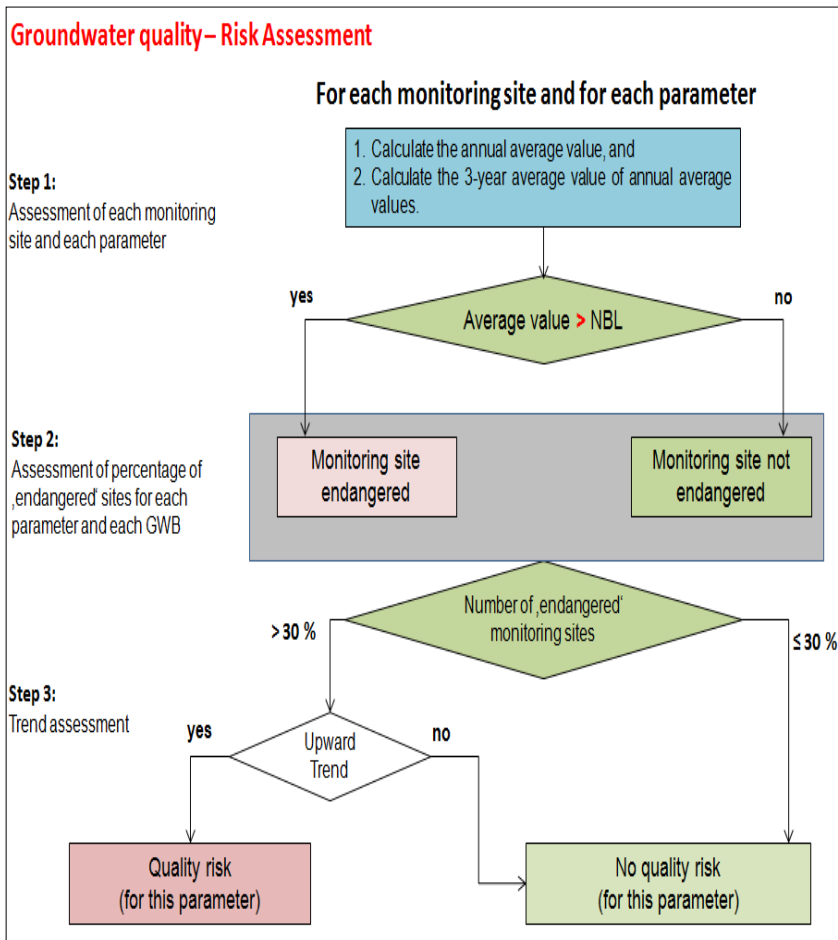 Groundwater quality – Risk Assessment
For each monitoring site and for each parameter
Step 1:
Assessment of each monitoring
site and each parameter
1. Calculate the annual average value, and
2. Calculate the 3-year average value of annual average
values.
yes
no
Average value > NBL
Step 2:
Assessment of percentage of
‚endangered‘ sites for each
parameter and each GWB
Monitoring site
endangered
Monitoring site not
endangered
Number of ‚endangered‘
monitoring sites
> 30 %
≤ 30 %
Step 3:
Trend assessment
yes
no
Upward
Trend
Quality risk
(for this parameter)
No quality risk
(for this parameter)